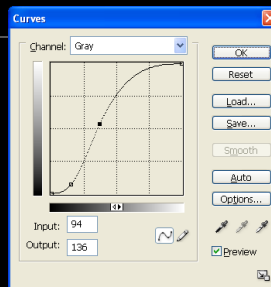 Curves
Channel: Gray
OK
Reset
Load...
Save...
Smooth
Auto
Options...
Input: 94
Output: 136
Preview